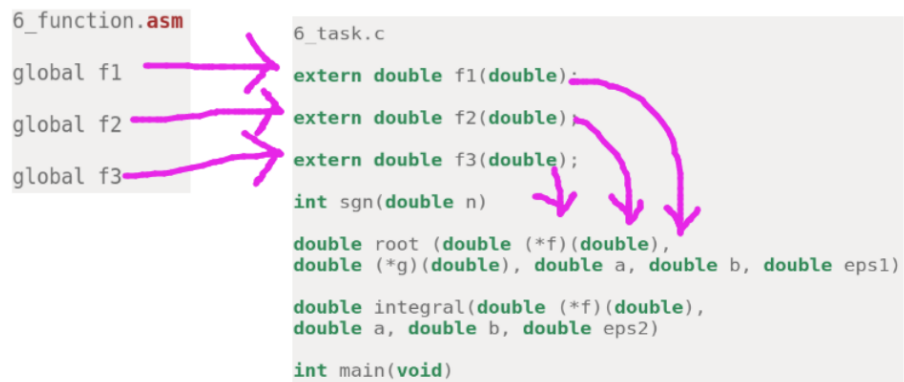 6_function.asm
global f1
global f2
global f3
6_task.c
extern double f1(double);
extern double f2(double);
extern double f3(double);
int sgn(double n)
double root (double (*f)(double),
double (*g)(double), double a, double b, double eps1)
double integral(double (*f)(double),
double a, double b, double eps2)
int main(void)